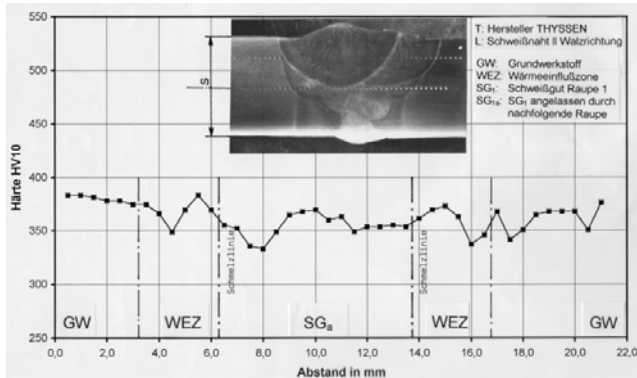 550
500
450
400
350
300
250
Härte HV10
S
T: Hersteller THYSSEN
L: Schweißnaht II Walzrichtung
GW: Grundwerkstoff
WEZ: Wärmeeinflußzone
SG₁: Schweißgut Raupe 1
SG₁ₐ: SG₁ angelassen durch
nachfolgende Raupe
Schmelzlinie
Schmelzlinie
GW
WEZ
SGₐ
WEZ
GW
0,0 2,0 4,0 6,0 8,0 10,0 12,0 14,0 16,0 18,0 20,0 22,0
Abstand in mm